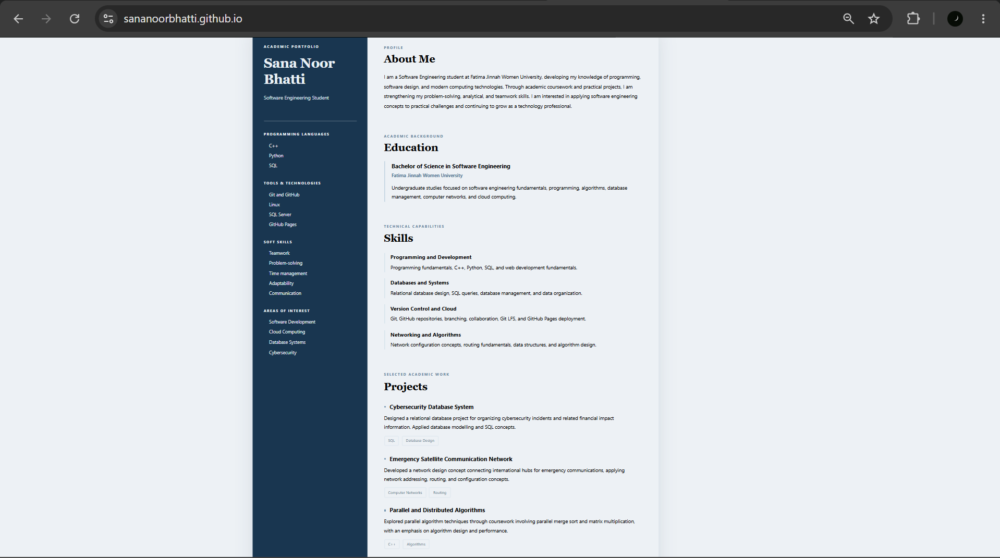 sananoorbhatti.github.io
ACADEMIC PORTFOLIO
Sana Noor
Bhatti
Software Engineering Student
PROGRAMMING LANGUAGES
C++
Python
SQL
TOOLS & TECHNOLOGIES
Git and GitHub
Linux
SQL Server
GitHub Pages
SOFT SKILLS
Teamwork
Problem-solving
Time management
Adaptability
Communication
AREAS OF INTEREST
Software Development
Cloud Computing
Database Systems
Cybersecurity
PROFILE
About Me
I am a Software Engineering student at Fatima Jinnah Women University, developing my knowledge of programming,
software design, and modern computing technologies. Through academic coursework and practical projects, I am
strengthening my problem-solving, analytical, and teamwork skills. I am interested in applying software engineering
concepts to practical challenges and continuing to grow as a technology professional.
ACADEMIC BACKGROUND
Education
Bachelor of Science in Software Engineering
Fatima Jinnah Women University
Undergraduate studies focused on software engineering fundamentals, programming, algorithms, database
management, computer networks, and cloud computing.
TECHNICAL CAPABILITIES
Skills
Programming and Development
Programming fundamentals, C++, Python, SQL, and web development fundamentals.
Databases and Systems
Relational database design, SQL queries, database management, and data organization.
Version Control and Cloud
Git, GitHub repositories, branching, collaboration, Git LFS, and GitHub Pages deployment.
Networking and Algorithms
Network configuration concepts, routing fundamentals, data structures, and algorithm design.
SELECTED ACADEMIC WORK
Projects
• Cybersecurity Database System
Designed a relational database project for organizing cybersecurity incidents and related financial impact
information. Applied database modelling and SQL concepts.
SQL Database Design
• Emergency Satellite Communication Network
Developed a network design concept connecting international hubs for emergency communications, applying
network addressing, routing, and configuration concepts.
Computer Networks Routing
• Parallel and Distributed Algorithms
Explored parallel algorithm techniques through coursework involving parallel merge sort and matrix multiplication,
with an emphasis on algorithm design and performance.
C++ Algorithms